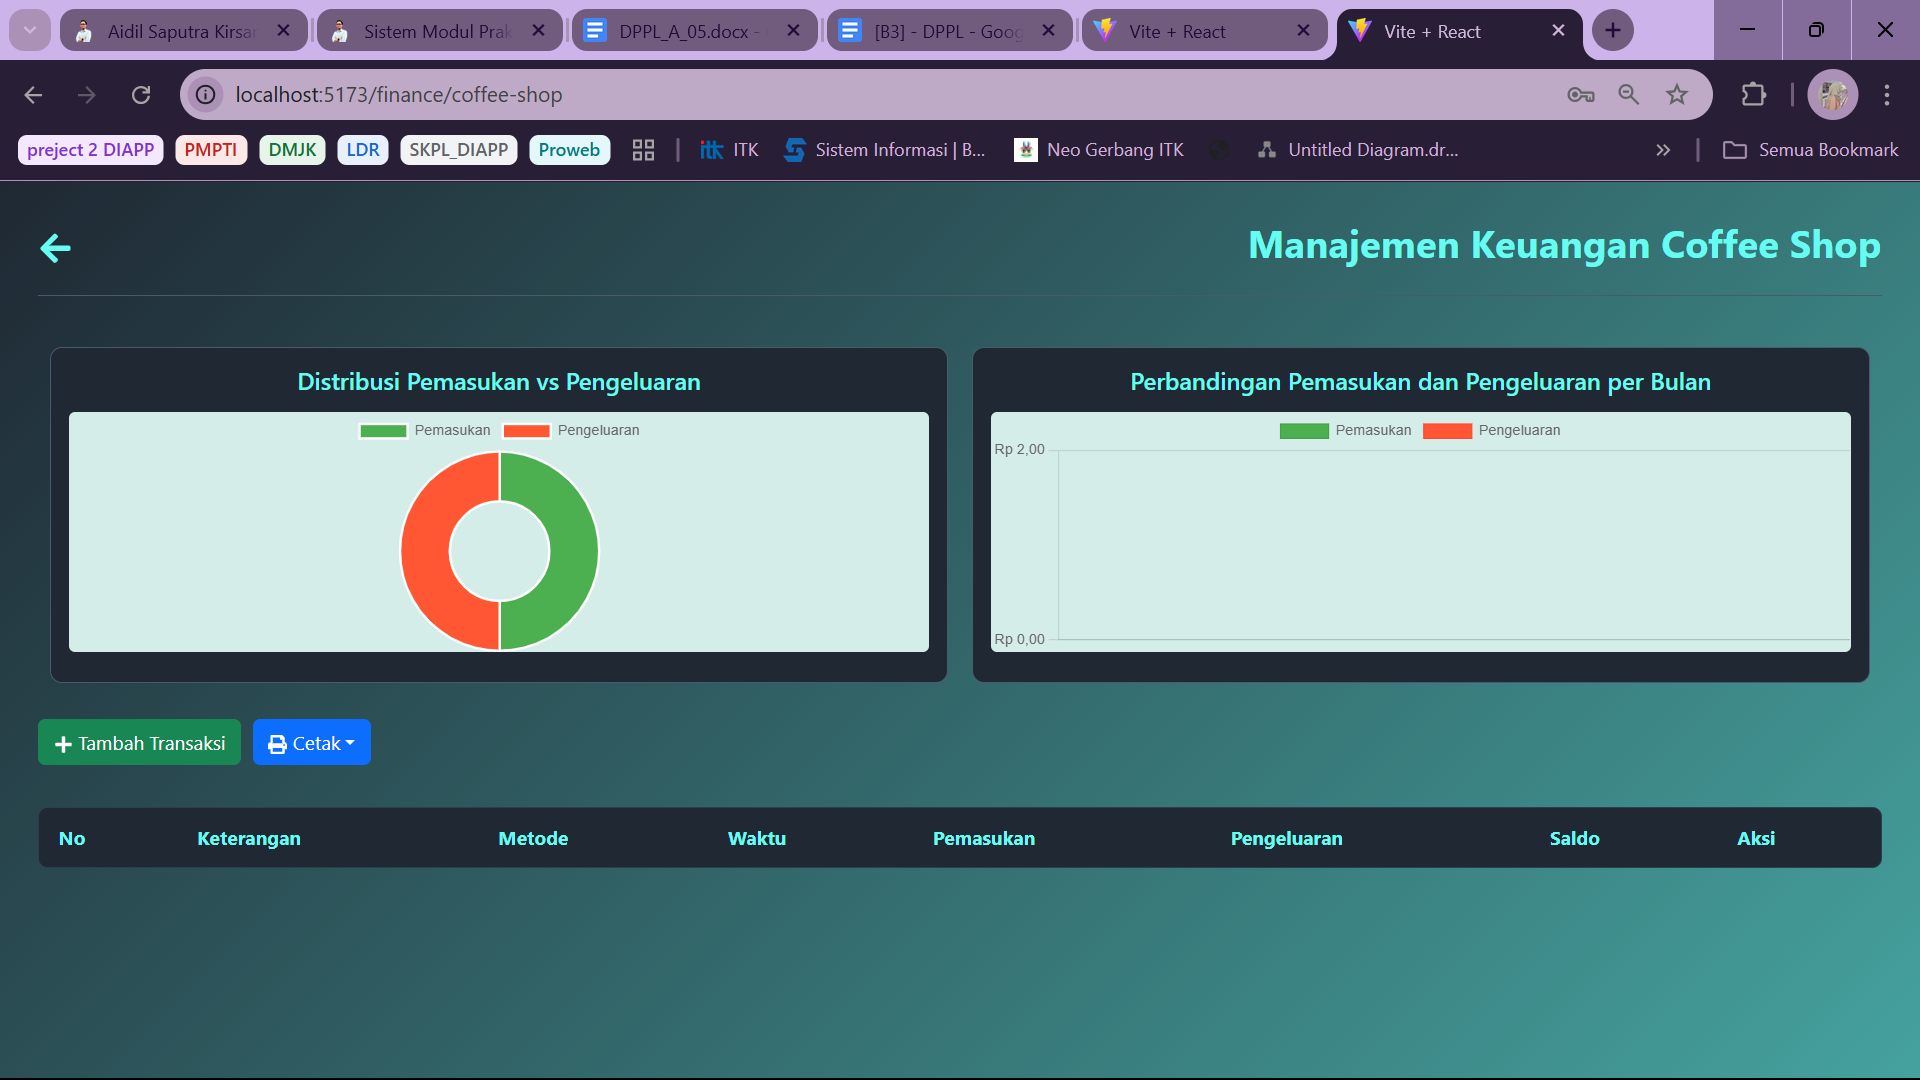 Aidil Saputra Kirsan
Sistem Modul Prak
DPPL_A_05.docx -
[B3] - DPPL - Goog
Vite + React
Vite + React
localhost:5173/finance/coffee-shop
preject 2 DIAPP
PMPTI
DMJK
LDR
SKPL_DIAPP
Proweb
itk ITK
Sistem Informasi | B...
Neo Gerbang ITK
Untitled Diagram.dr...
Semua Bookmark
Manajemen Keuangan Coffee Shop
Distribusi Pemasukan vs Pengeluaran
Pemasukan Pengeluaran
Perbandingan Pemasukan dan Pengeluaran per Bulan
Pemasukan Pengeluaran
Rp 2,00
Rp 0,00
Tambah Transaksi
Cetak
No Keterangan Metode Waktu Pemasukan Pengeluaran Saldo Aksi